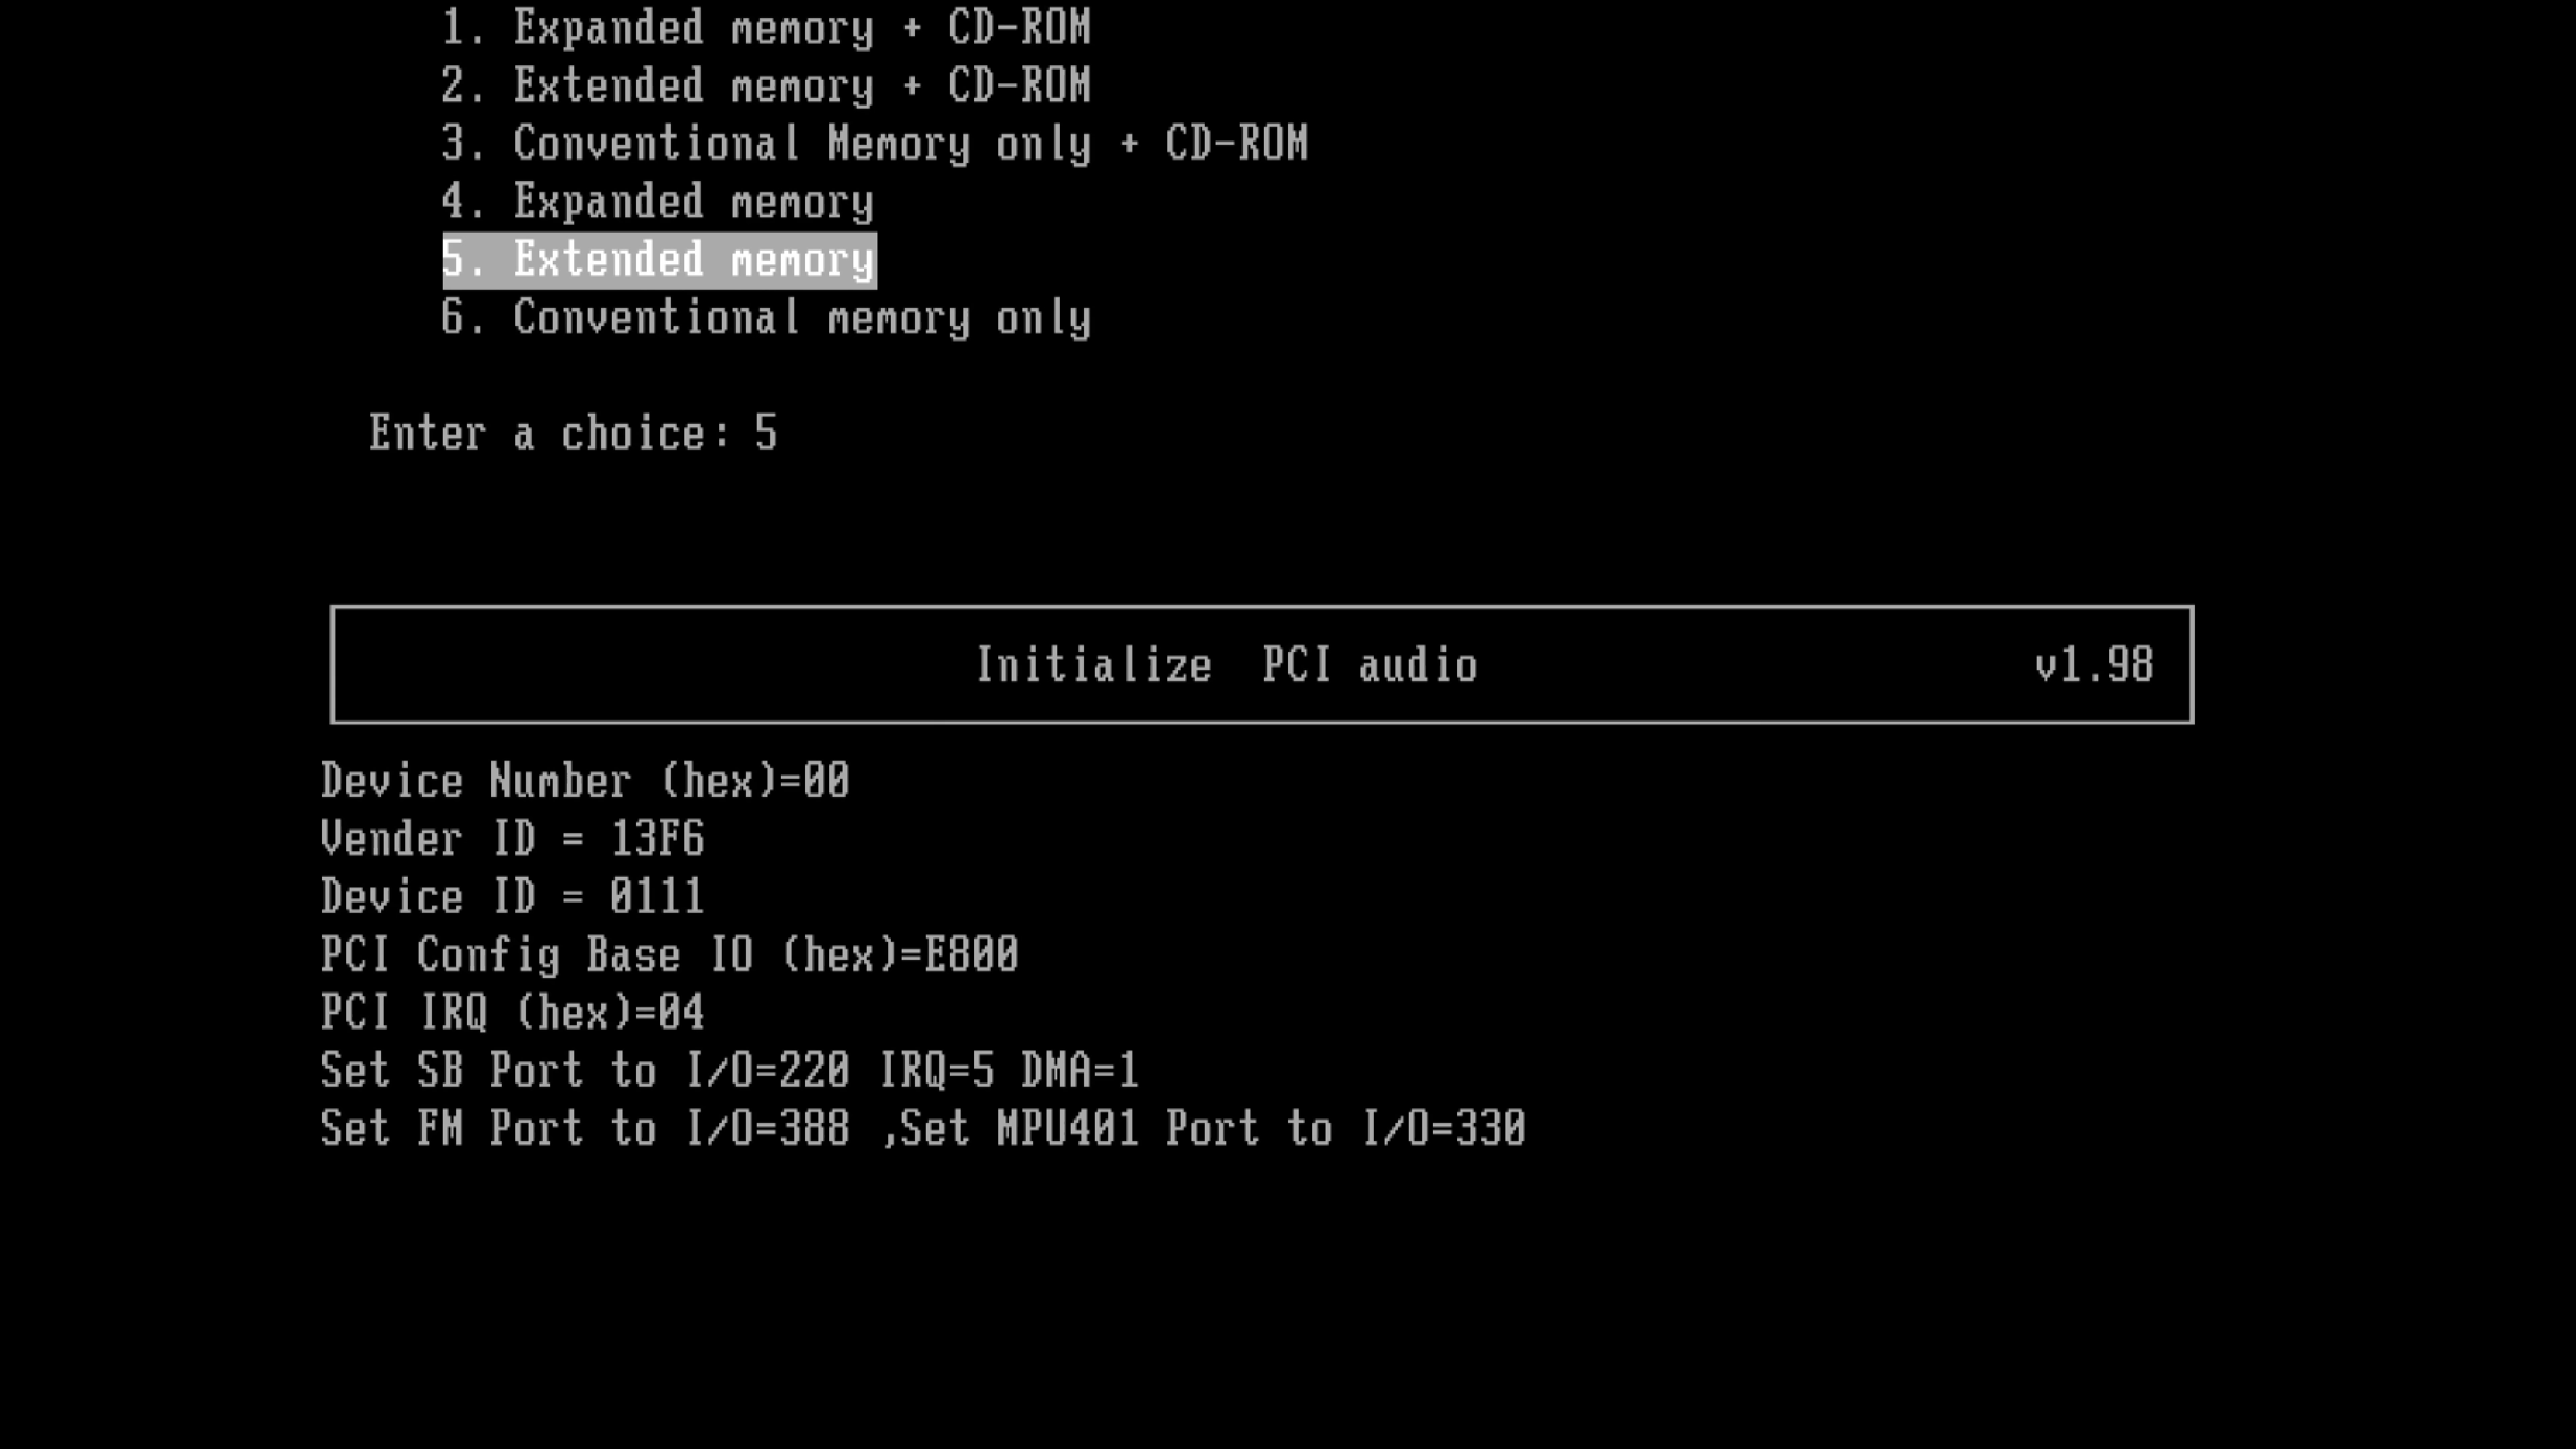 1. Expanded memory + CD-ROM
2. Extended memory + CD-ROM
3. Conventional Memory only + CD-ROM
4. Expanded memory
5. Extended memory
6. Conventional memory only
Enter a choice: 5
Initialize  PCI audio v1.98
Device Number (hex)=00
Vender ID = 13F6
Device ID = 0111
PCI Config Base IO (hex)=E800
PCI IRQ (hex)=04
Set SB Port to I/O=220 IRQ=5 DMA=1
Set FM Port to I/O=388 ,Set MPU401 Port to I/O=330